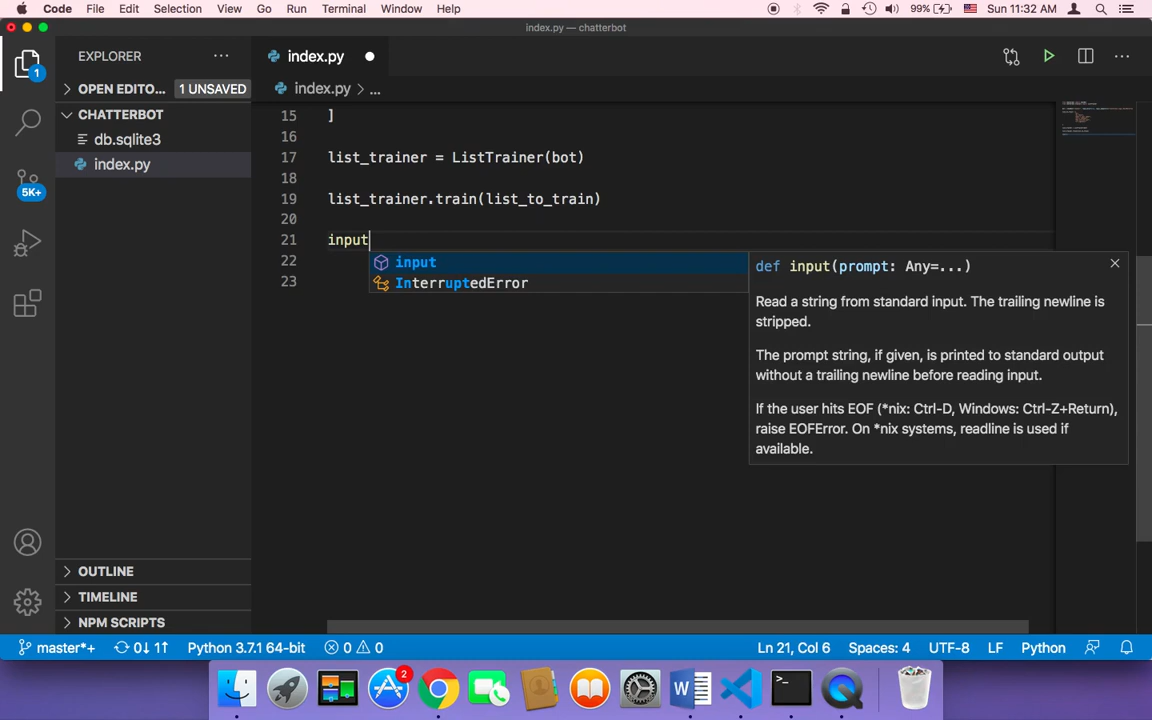 Code File Edit Selection View Go Run Terminal Window Help 99% Sun 11:32 AM
index.py — chatterbot
EXPLORER
index.py
1
OPEN EDITO... 1 UNSAVED
index.py > ...
CHATTERBOT
db.sqlite3
index.py
5K+
15 ]
16
17 list_trainer = ListTrainer(bot)
18
19 list_trainer.train(list_to_train)
20
21 input
22
23
input
InterruptedError
def input(prompt: Any=...)
Read a string from standard input. The trailing newline is
stripped.
The prompt string, if given, is printed to standard output
without a trailing newline before reading input.
If the user hits EOF (*nix: Ctrl-D, Windows: Ctrl-Z+Return),
raise EOFError. On *nix systems, readline is used if
available.
OUTLINE
TIMELINE
NPM SCRIPTS
master*+ 0↓ 1↑ Python 3.7.1 64-bit 0 0 Ln 21, Col 6 Spaces: 4 UTF-8 LF Python
2
W
>_